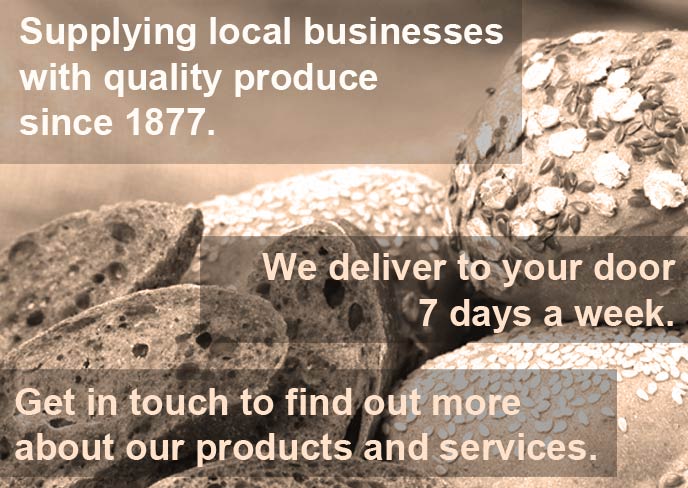 Supplying local businesses
with quality produce
since 1877.
We deliver to your door
7 days a week.
Get in touch to find out more
about our products and services.